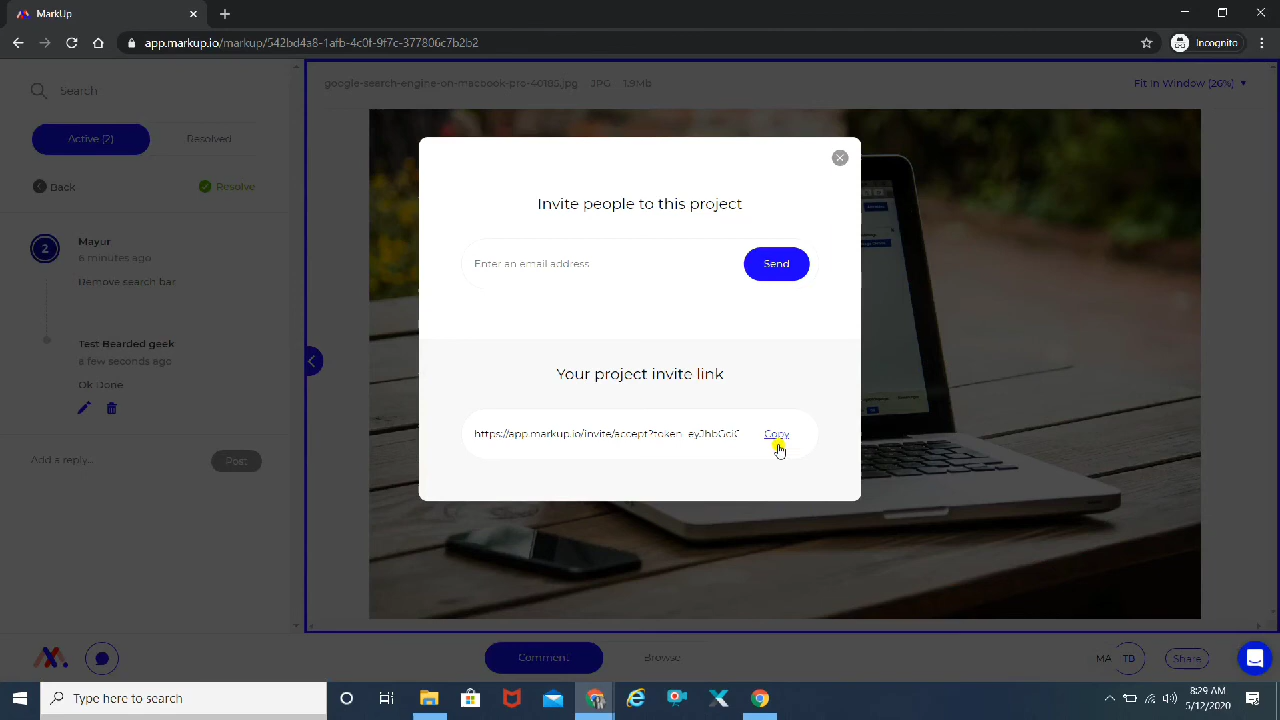 MarkUp
app.markup.io/markup/542bd4a8-1afb-4c0f-9f7c-377806c7b2b2
Incognito
Search
Active (2)
Resolved
Back
Resolve
2
Mayur
6 minutes ago
Remove search bar
Test Bearded geek
a few seconds ago
Ok Done
Add a reply...
Post
google-search-engine-on-macbook-pro-40185.jpg JPG 1.9Mb
Fit In Window (26%)
Invite people to this project
Enter an email address
Send
Your project invite link
https://app.markup.io/invite/accept?token=eyJhbGciC
Copy
Comment
Browse
MA
TB
Share
Type here to search
8:29 AM
5/12/2020